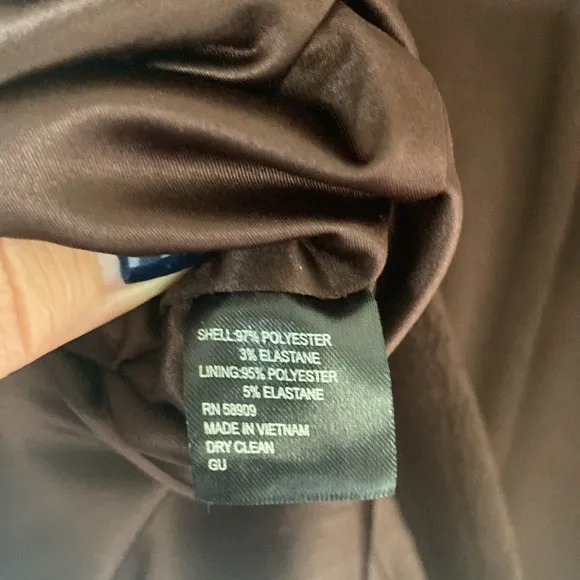 SHELL:97% POLYESTER
3% ELASTANE
LINING:95% POLYESTER
5% ELASTANE
RN 58909
MADE IN VIETNAM
DRY CLEAN
GU